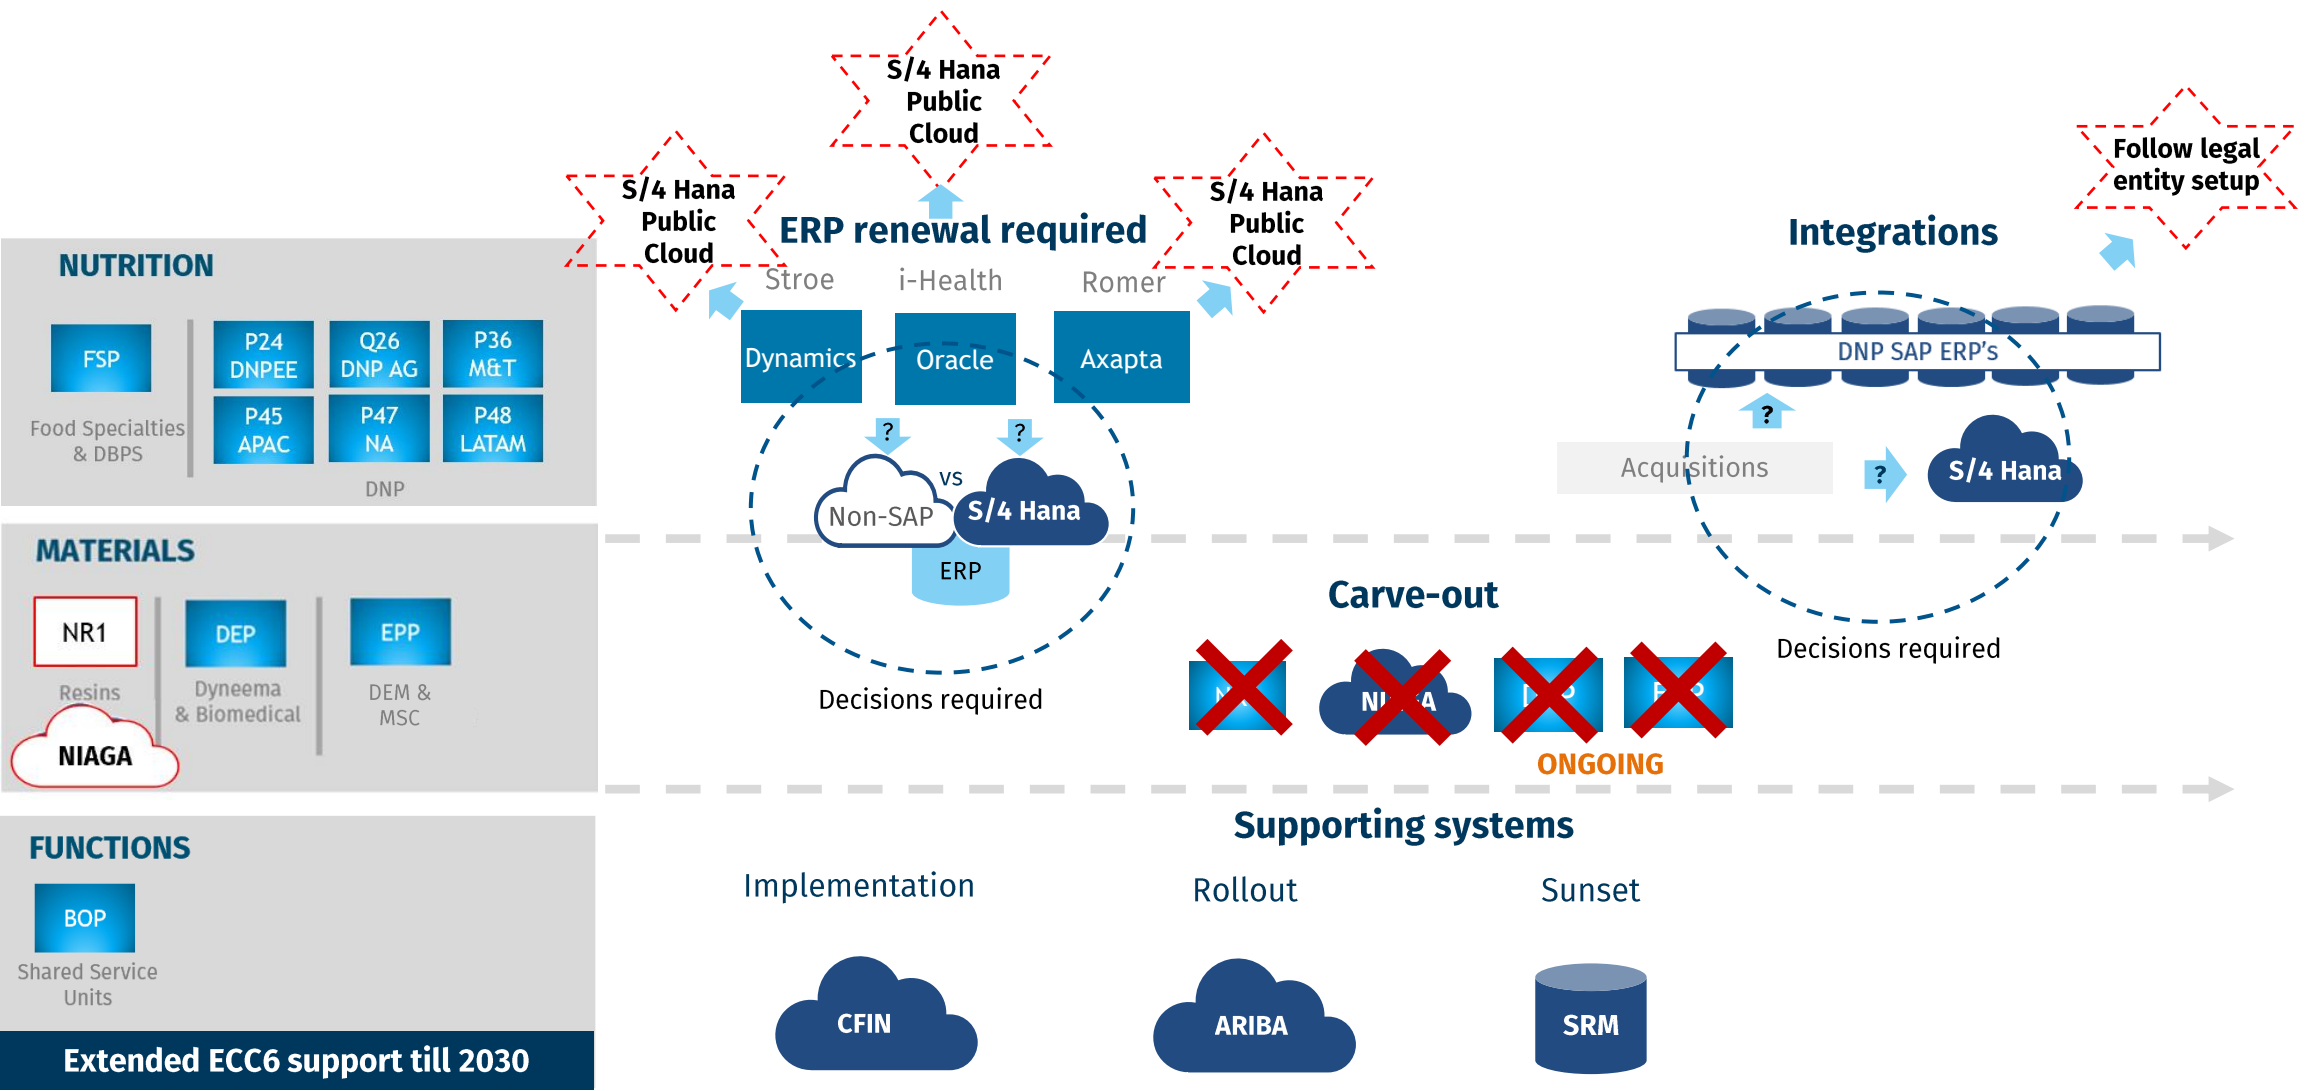 S/4 Hana
Public
Cloud
S/4 Hana
Public
Cloud
S/4 Hana
Public
Cloud
Follow legal
entity setup
ERP renewal required
Integrations
Stroe
i-Health
Romer
Dynamics
Oracle
Axapta
?
?
Non-SAP
vs
S/4 Hana
ERP
Decisions required
DNP SAP ERP's
?
Acquisitions
?
S/4 Hana
Decisions required
NUTRITION
FSP
Food Specialties
& DBPS
P24
DNPEE
Q26
DNP AG
P36
M&T
P45
APAC
P47
NA
P48
LATAM
DNP
MATERIALS
NR1
Resins
NIAGA
DEP
Dyneema
& Biomedical
EPP
DEM &
MSC
Carve-out
ONGOING
FUNCTIONS
BOP
Shared Service
Units
Extended ECC6 support till 2030
Supporting systems
Implementation
Rollout
Sunset
CFIN
ARIBA
SRM